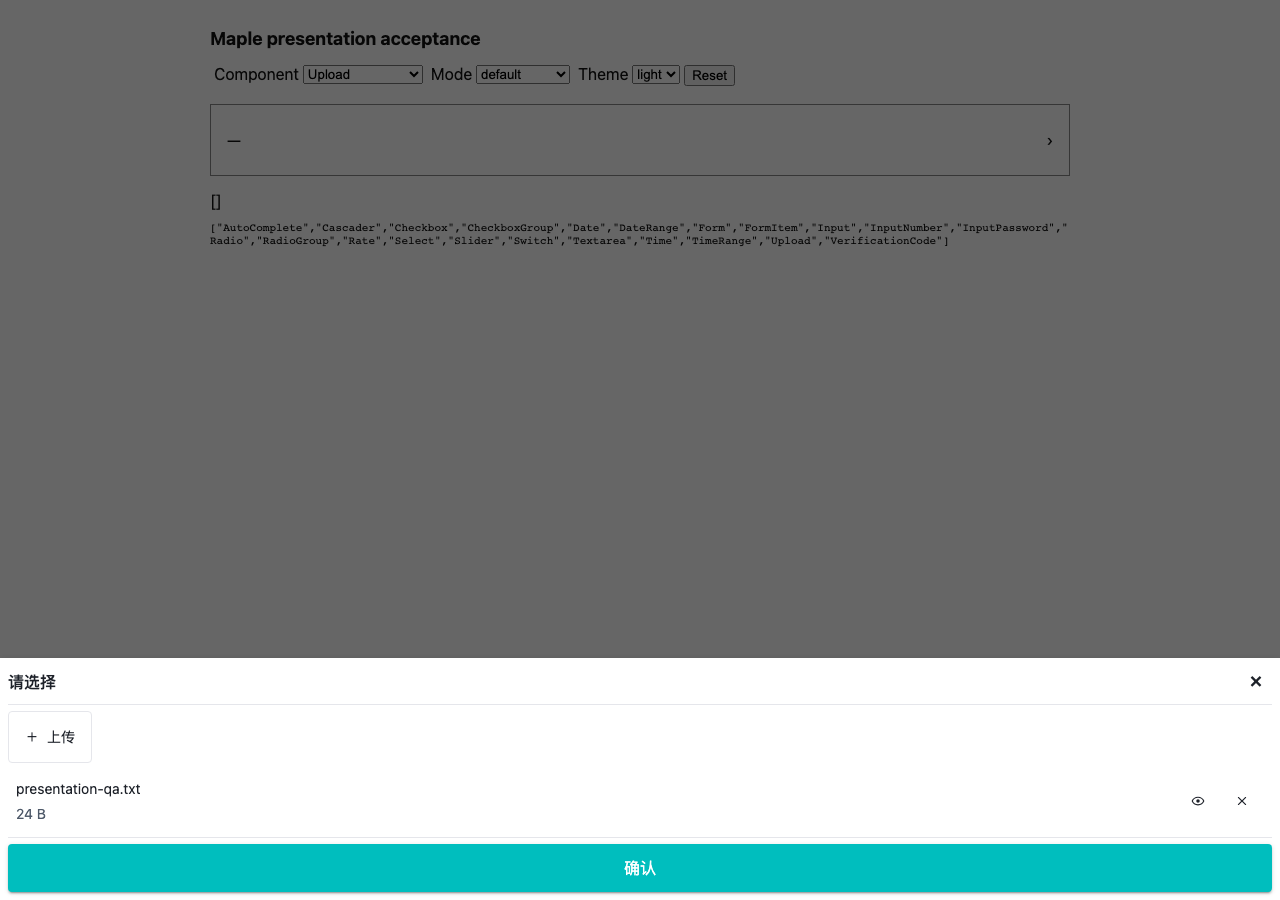 Maple presentation acceptance
Component Upload Mode default Theme light Reset
— ›
[]
["AutoComplete","Cascader","Checkbox","CheckboxGroup","Date","DateRange","Form","FormItem","Input","InputNumber","InputPassword","
Radio","RadioGroup","Rate","Select","Slider","Switch","Textarea","Time","TimeRange","Upload","VerificationCode"]
请选择
+ 上传
presentation-qa.txt
24 B
确认